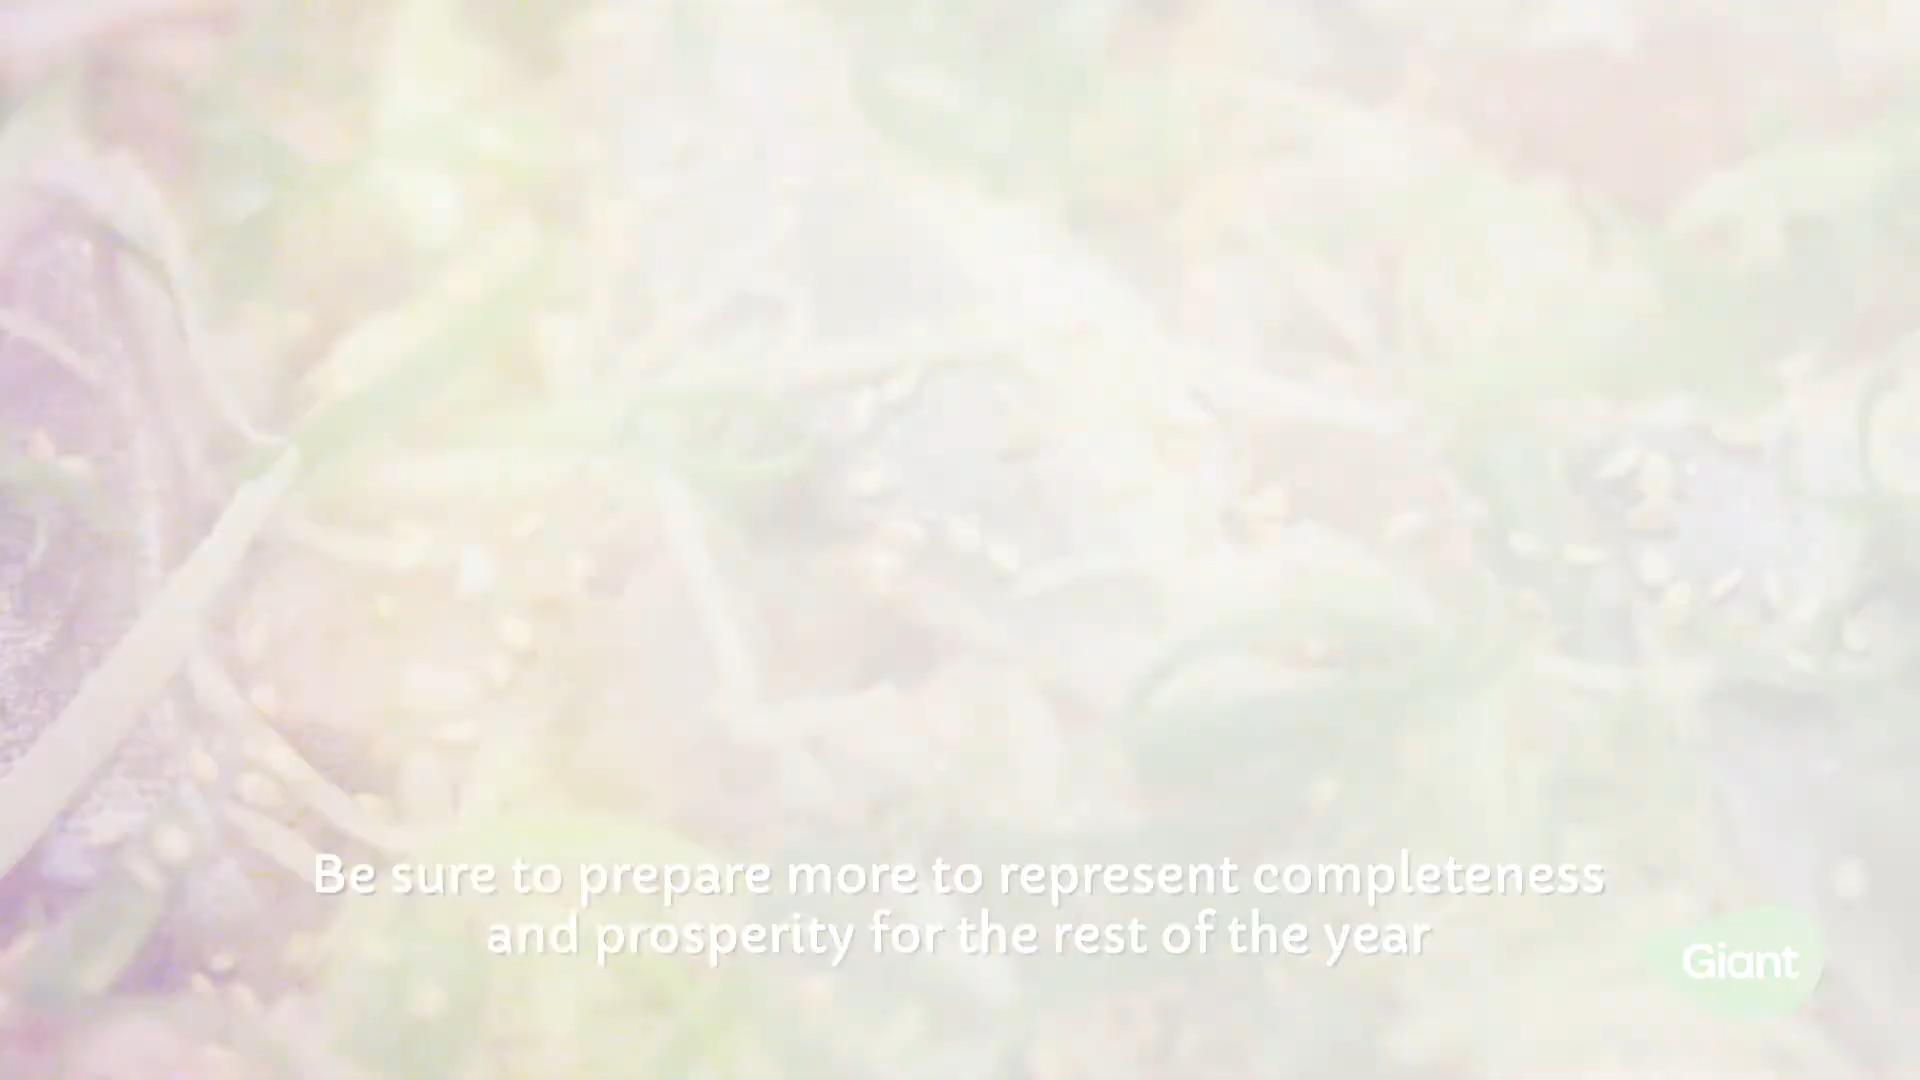 Be sure to prepare more to represent completeness
and prosperity for the rest of the year
Giant